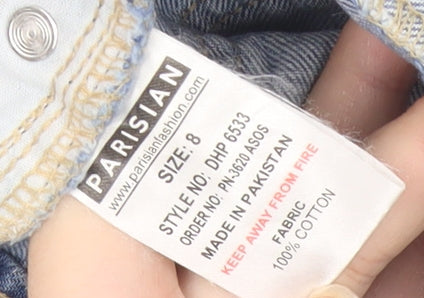 PARISIAN
www.parisianfashion.com
SIZE: 8
STYLE NO: DHP 6533
ORDER NO: PN-3620 ASOS
MADE IN PAKISTAN
KEEP AWAY FROM FIRE
FABRIC
100% COTTON